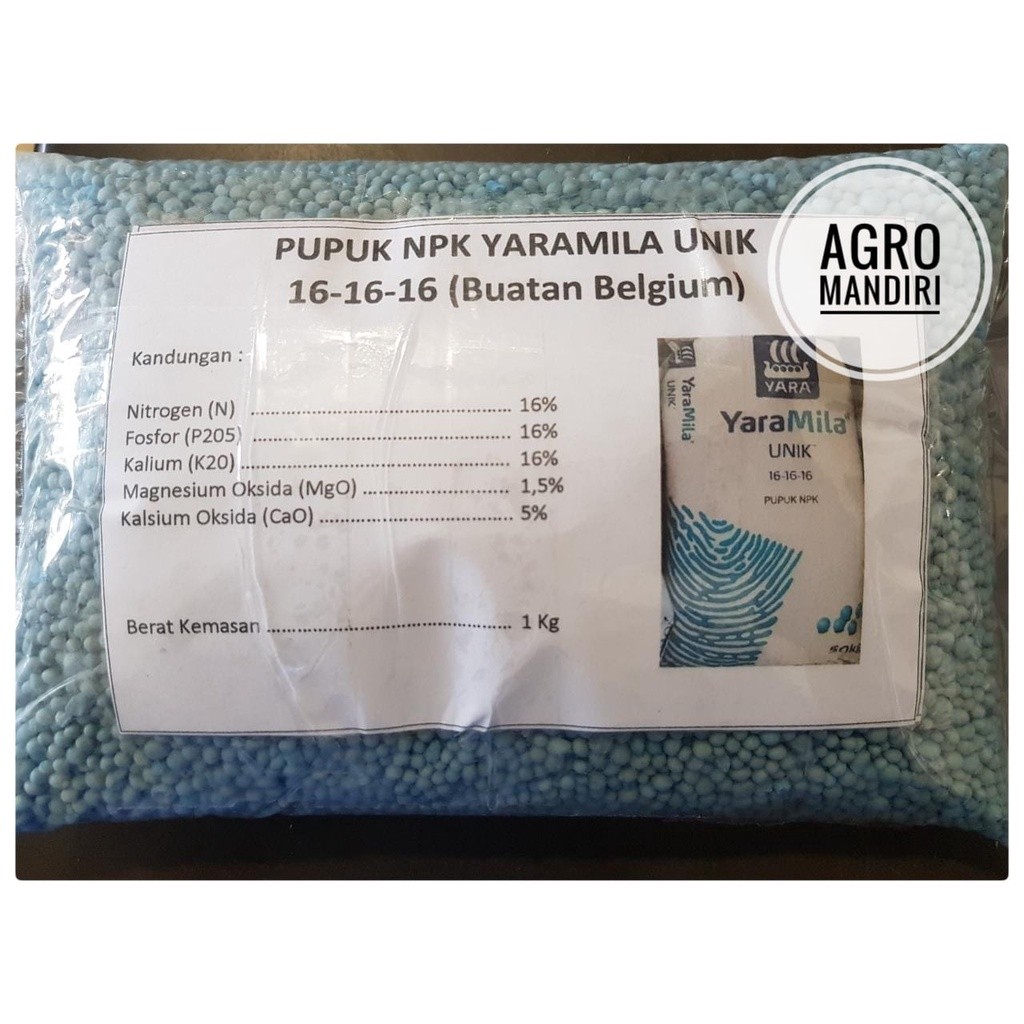 PUPUK NPK YARAMILA UNIK
16-16-16 (Buatan Belgium)
AGRO
MANDIRI
Kandungan :
Nitrogen (N) ................................................ 16%
Fosfor (P205) ............................................... 16%
Kalium (K20) ................................................. 16%
Magnesium Oksida (MgO) ........................... 1,5%
Kalsium Oksida (CaO) ................................... 5%
Berat Kemasan ............................................. 1 Kg
YARA
YaraMila
UNIK
16-16-16
PUPUK NPK
YaraMila
UNIK